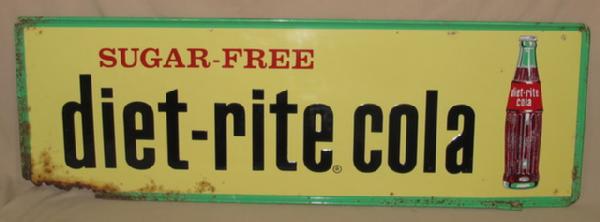 SUGAR-FREE
diet-rite cola®
diet-rite
cola